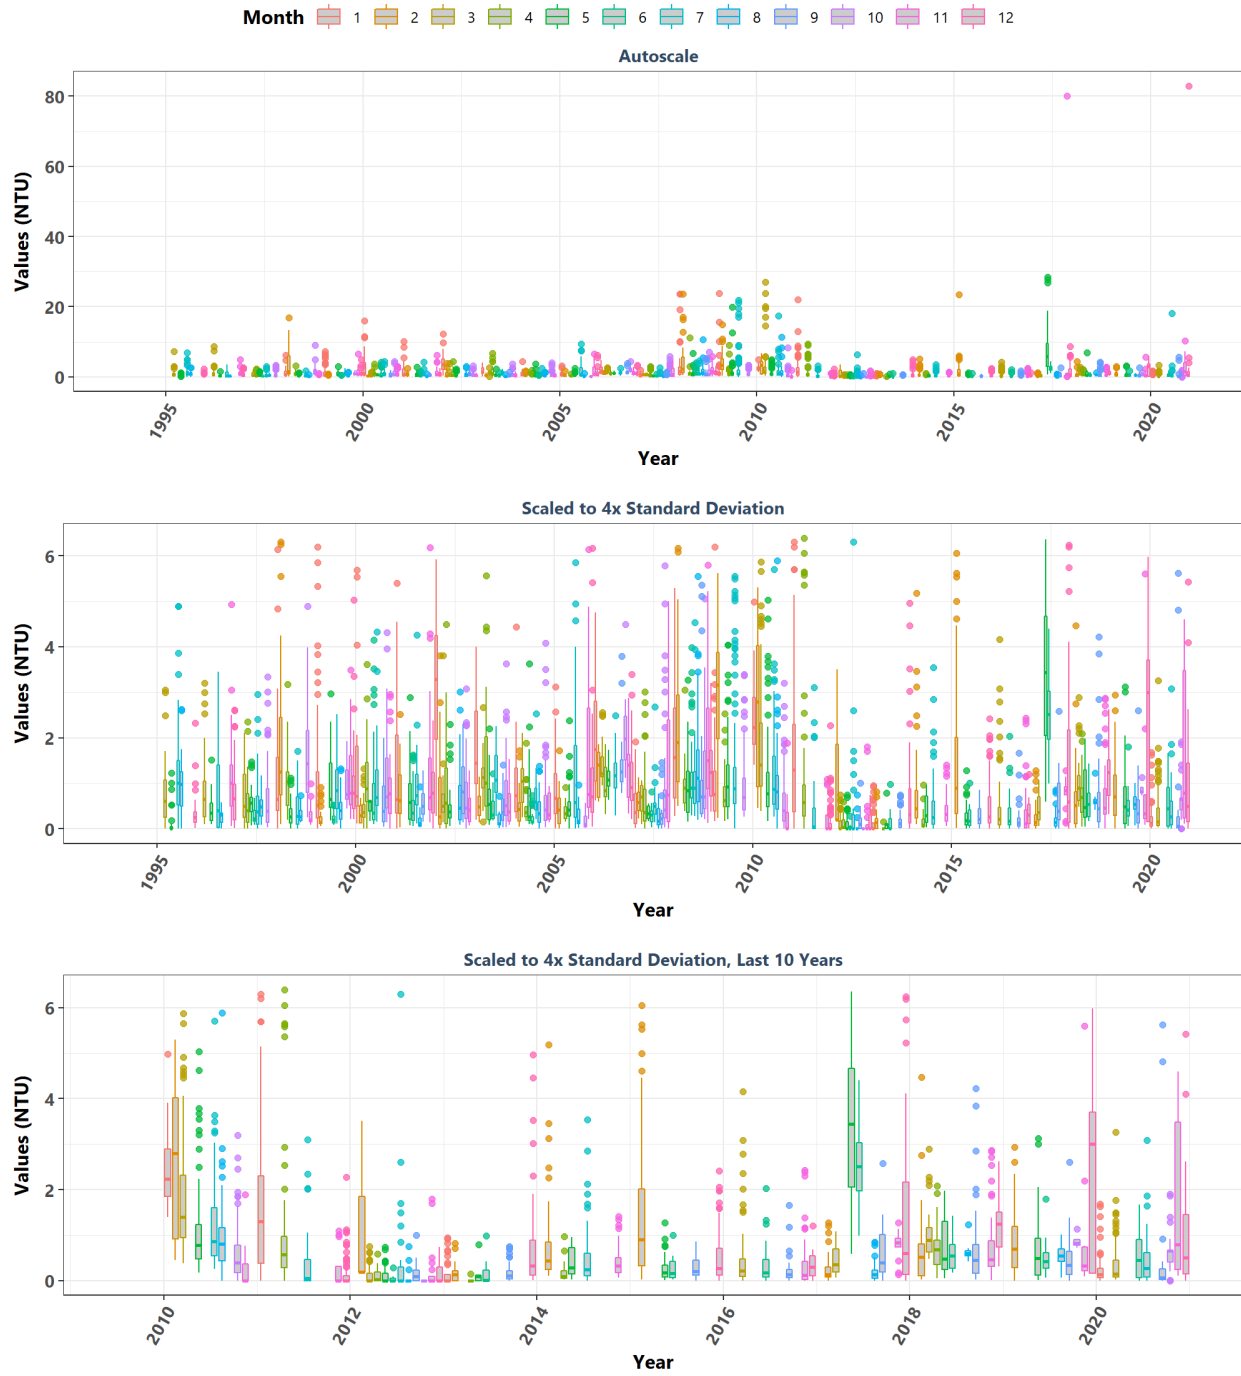 Month 1 2 3 4 5 6 7 8 9 10 11 12
Autoscale
Values (NTU)
80
60
40
20
0
1995 2000 2005 2010 2015 2020
Year
Scaled to 4x Standard Deviation
Values (NTU)
6
4
2
0
1995 2000 2005 2010 2015 2020
Year
Scaled to 4x Standard Deviation, Last 10 Years
Values (NTU)
6
4
2
0
2010 2012 2014 2016 2018 2020
Year